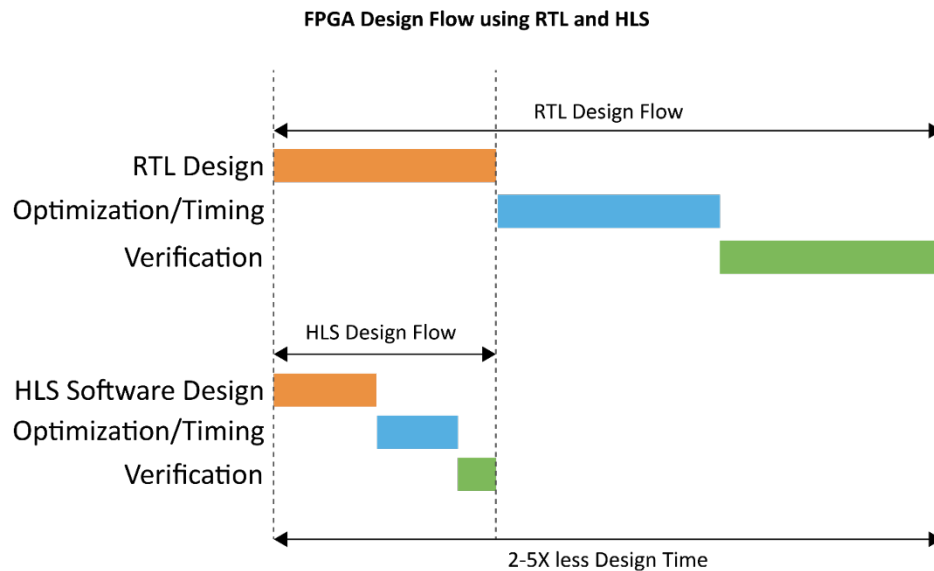 FPGA Design Flow using RTL and HLS
RTL Design Flow
RTL Design
Optimization/Timing
Verification
HLS Design Flow
HLS Software Design
Optimization/Timing
Verification
2-5X less Design Time